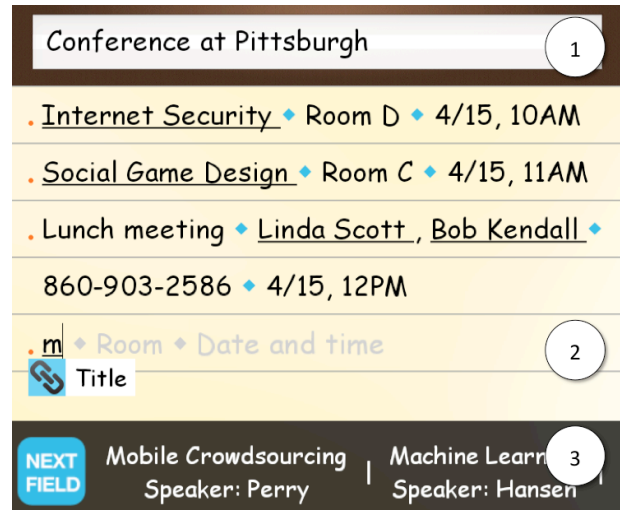 Conference at Pittsburgh
1
. Internet Security ◆ Room D ◆ 4/15, 10AM
. Social Game Design ◆ Room C ◆ 4/15, 11AM
. Lunch meeting ◆ Linda Scott , Bob Kendall ◆
860-903-2586 ◆ 4/15, 12PM
. m ◆ Room ◆ Date and time
2
Title
NEXT
FIELD
Mobile Crowdsourcing
Speaker: Perry
|
Machine Learn
Speaker: Hansen
3